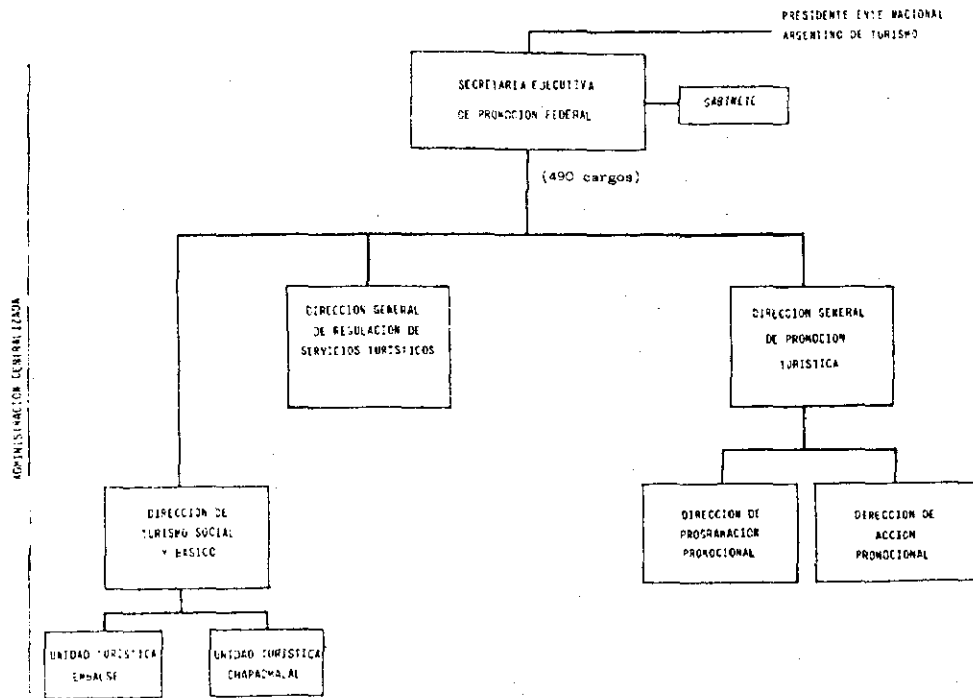 PRESIDENTE ENTE NACIONAL
ARGENTINO DE TURISMO
SECRETARIA EJECUTIVA
DE PROMOCION FEDERAL
GABINETE
(490 cargos)
ADMINISTRACION CENTRALIZADA
DIRECCION GENERAL
DE REGULACION DE
SERVICIOS TURISTICOS
DIRECCION GENERAL
DE PROMOCION
TURISTICA
DIRECCION DE
TURISMO SOCIAL
Y BASICO
DIRECCION DE
PROGRAMACION
PROMOCIONAL
DIRECCION DE
ACCION
PROMOCIONAL
UNIDAD TURISTICA
EMBALSE
UNIDAD TURISTICA
CHAPADMALAL